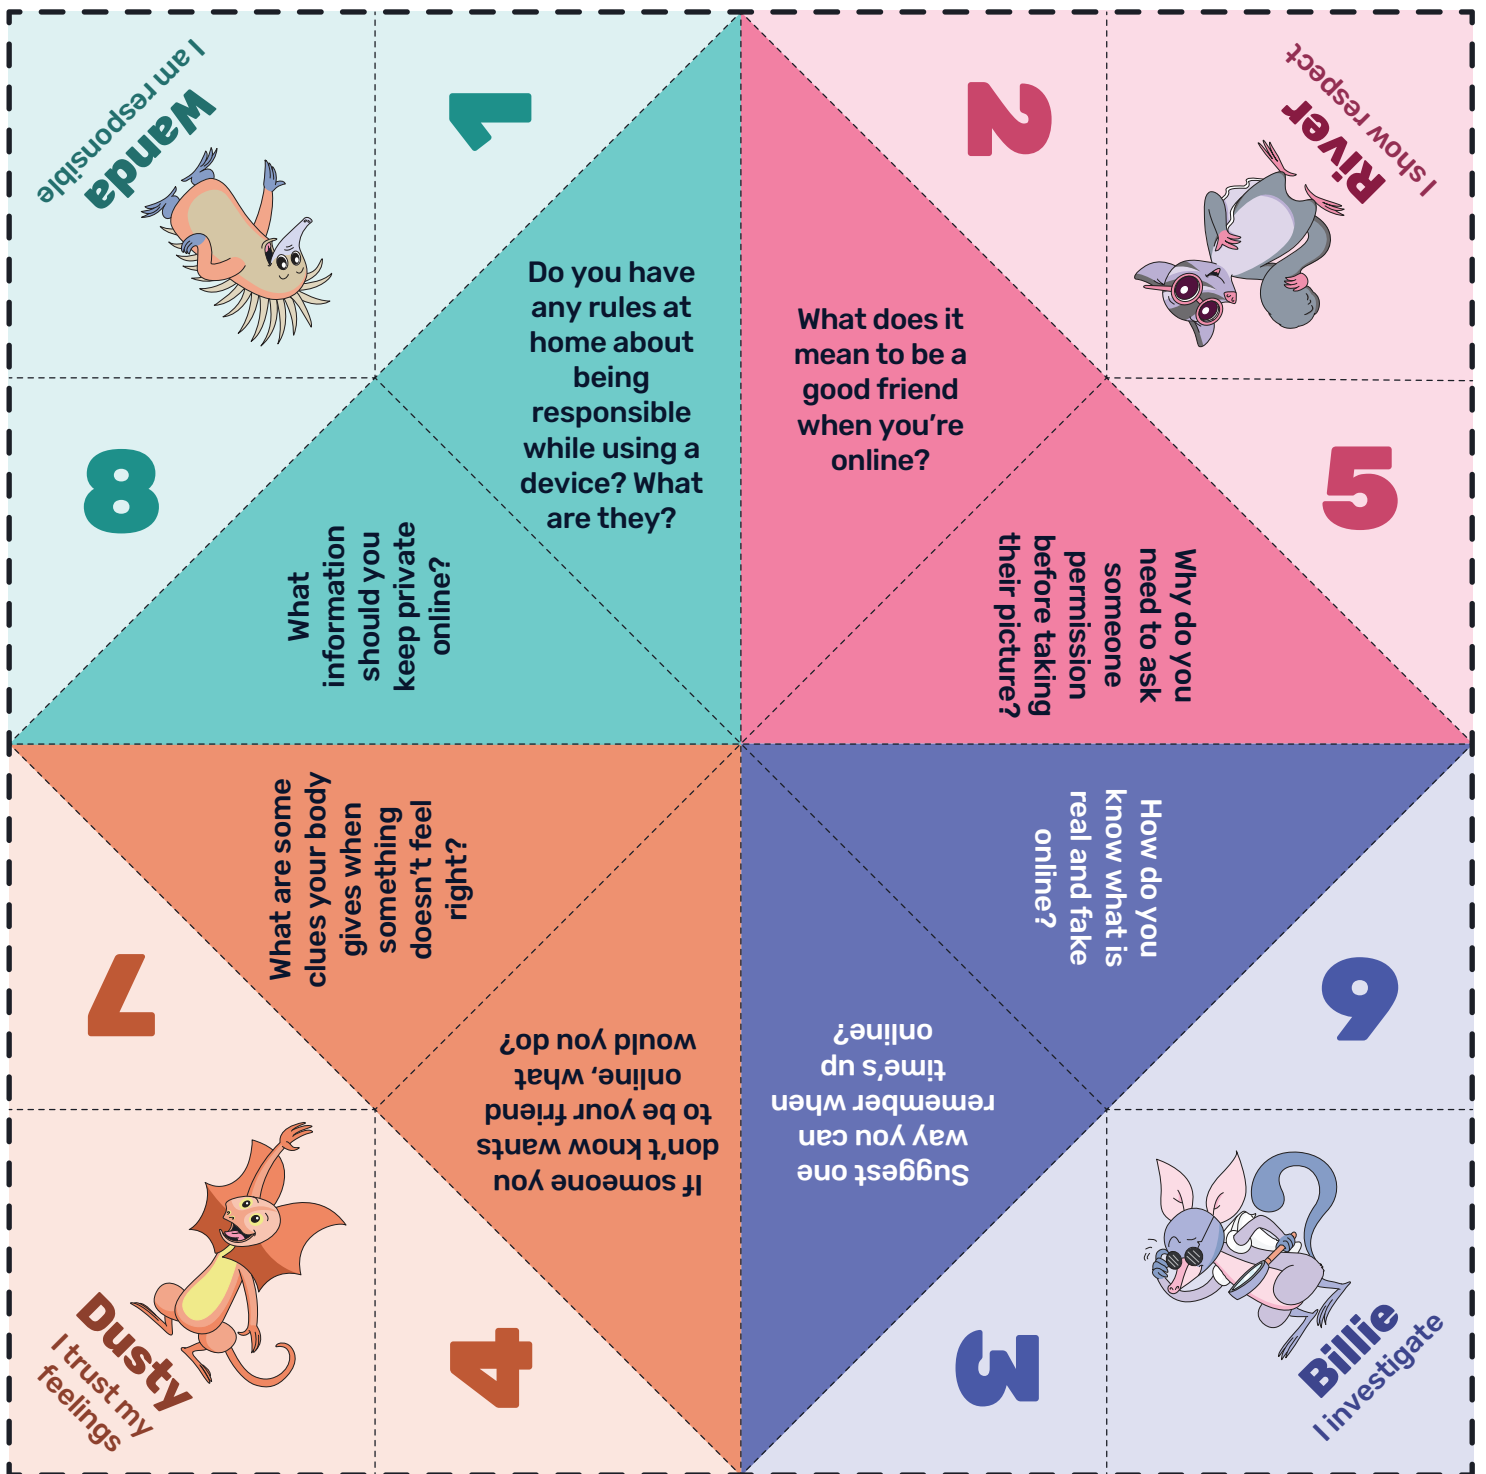 Wanda
I am responsible
1
2
River
I show respect
Do you have
any rules at
home about
being
responsible
while using a
device? What
are they?
What does it
mean to be a
good friend
when you’re
online?
8
What
information
should you
keep private
online?
Why do you
need to ask
someone
permission
before taking
their picture?
5
What are some
clues your body
gives when
something
doesn’t feel
right?
7
How do you
know what is
real and fake
online?
6
If someone you
don’t know wants
to be your friend
online, what
would you do?
Suggest one
way you can
remember when
time’s up
online?
Dusty
I trust my
feelings
4
3
Billie
I investigate